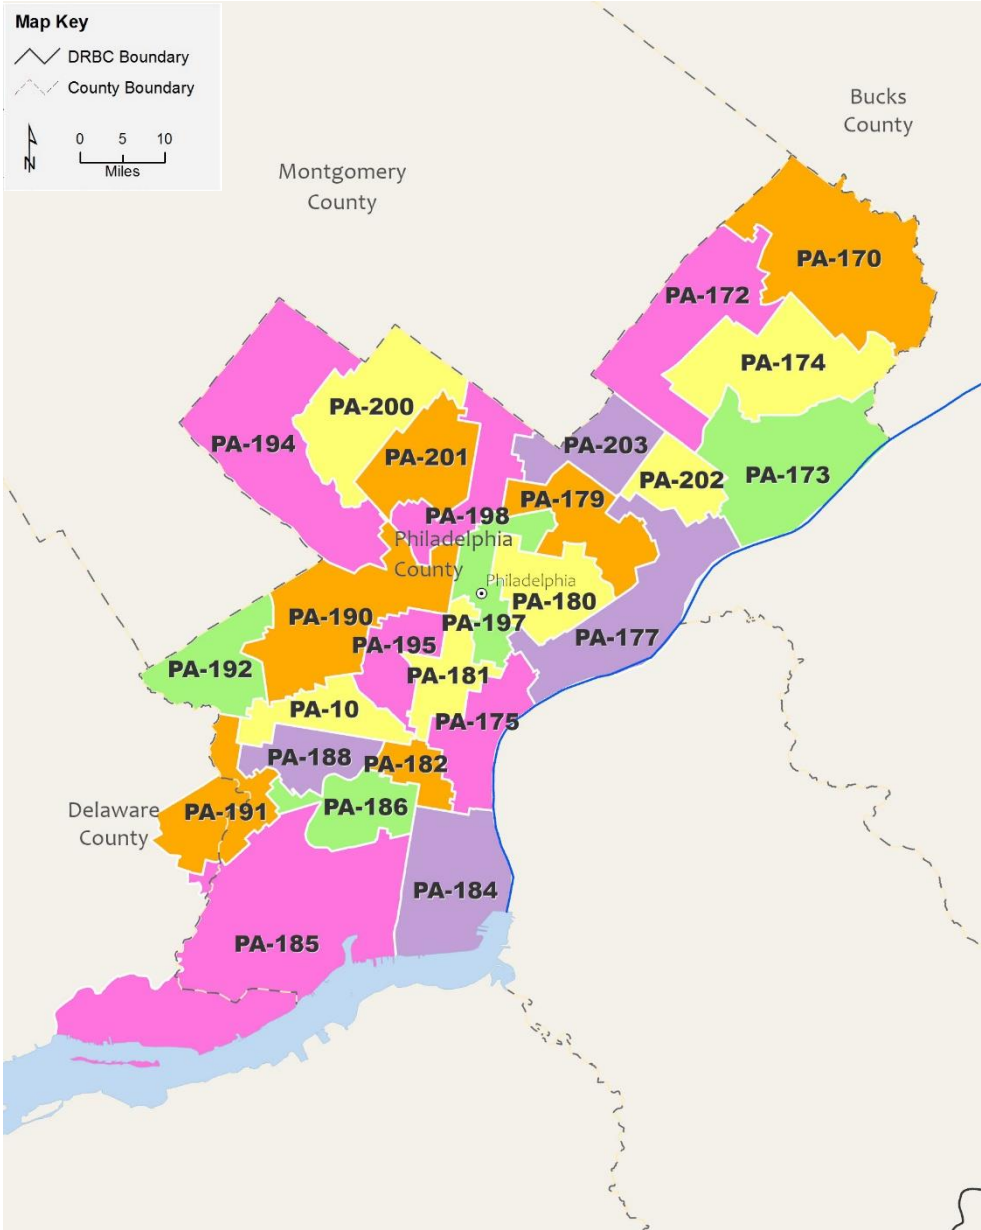 Map Key
DRBC Boundary
County Boundary
N
0 5 10
Miles
Bucks
County
Montgomery
County
PA-170
PA-172
PA-174
PA-200
PA-194
PA-201
PA-203
PA-202
PA-173
PA-179
PA-198
Philadelphia
County
Philadelphia
PA-180
PA-190
PA-197
PA-177
PA-195
PA-192
PA-181
PA-10
PA-175
PA-188
PA-182
Delaware
County
PA-191
PA-186
PA-184
PA-185